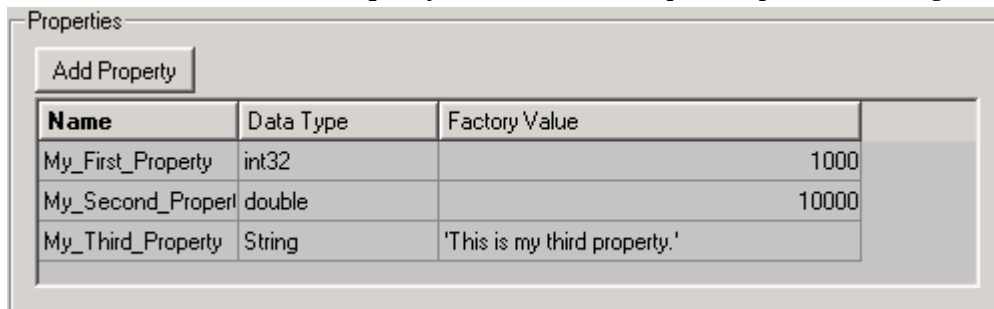 Properties
Add Property
Name Data Type Factory Value
My_First_Property int32 1000
My_Second_Propert double 10000
My_Third_Property String 'This is my third property.'